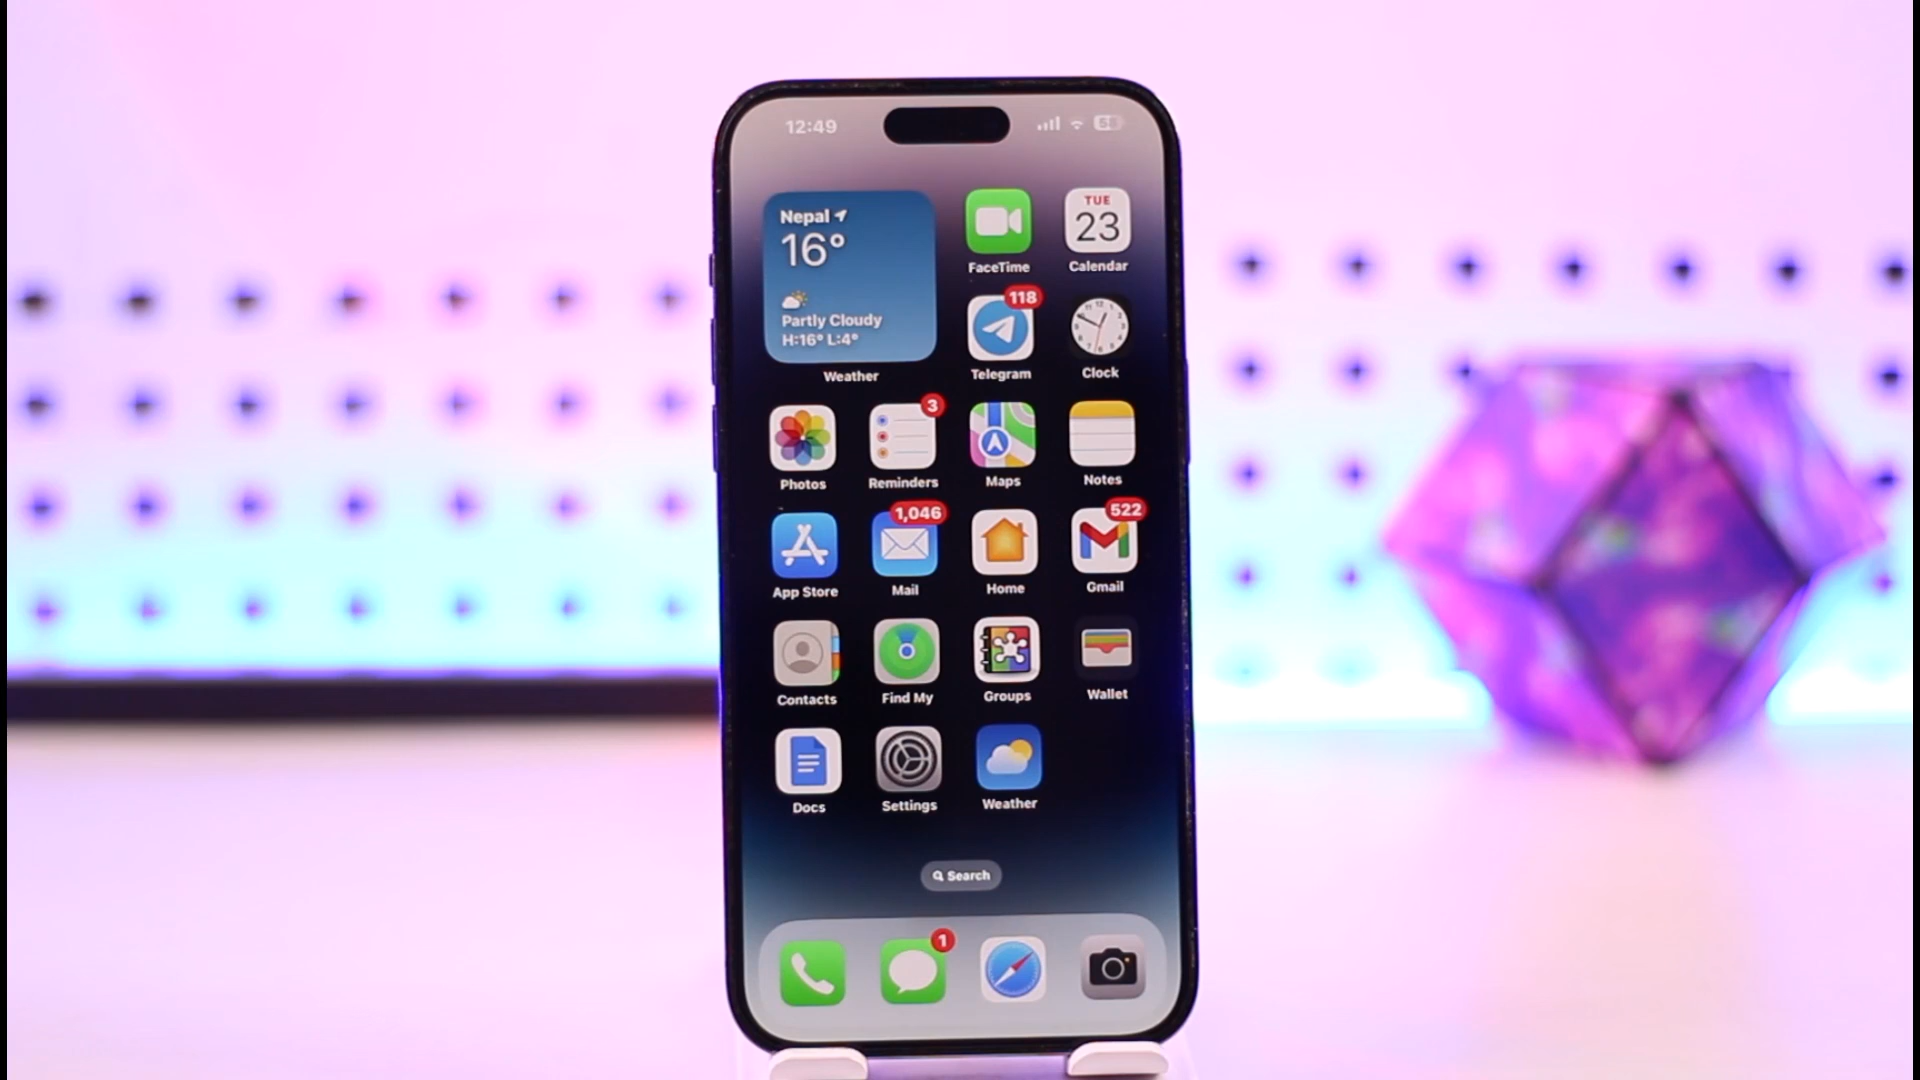 12:49
Nepal
16°
Partly Cloudy
H:16° L:4°
Weather
FaceTime
TUE
23
Calendar
118
Telegram
Clock
Photos
3
Reminders
Maps
Notes
App Store
1,046
Mail
Home
522
Gmail
Contacts
Find My
Groups
Wallet
Docs
Settings
Weather
Search
1